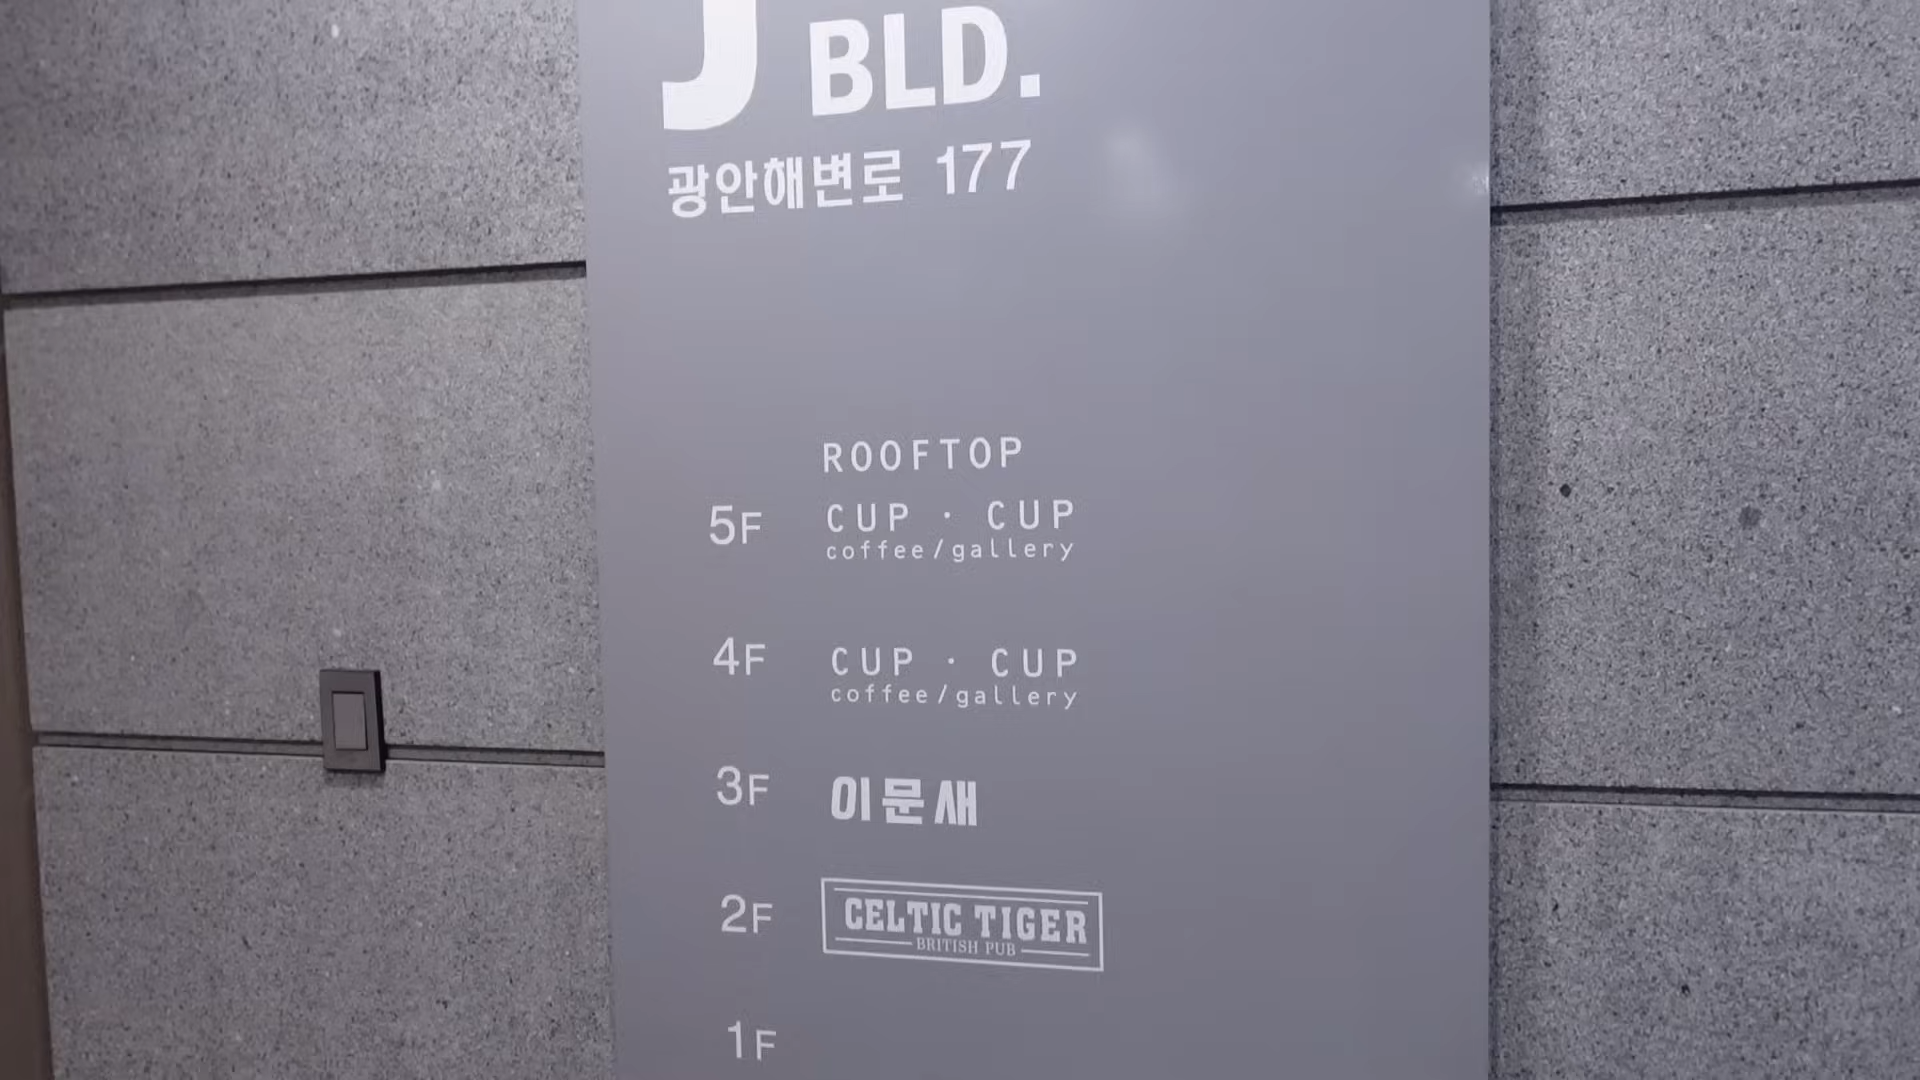 J BLD.
광안해변로 177
ROOFTOP
5F CUP · CUP
coffee/gallery
4F CUP · CUP
coffee/gallery
3F 이문새
2F CELTIC TIGER
BRITISH PUB
1F